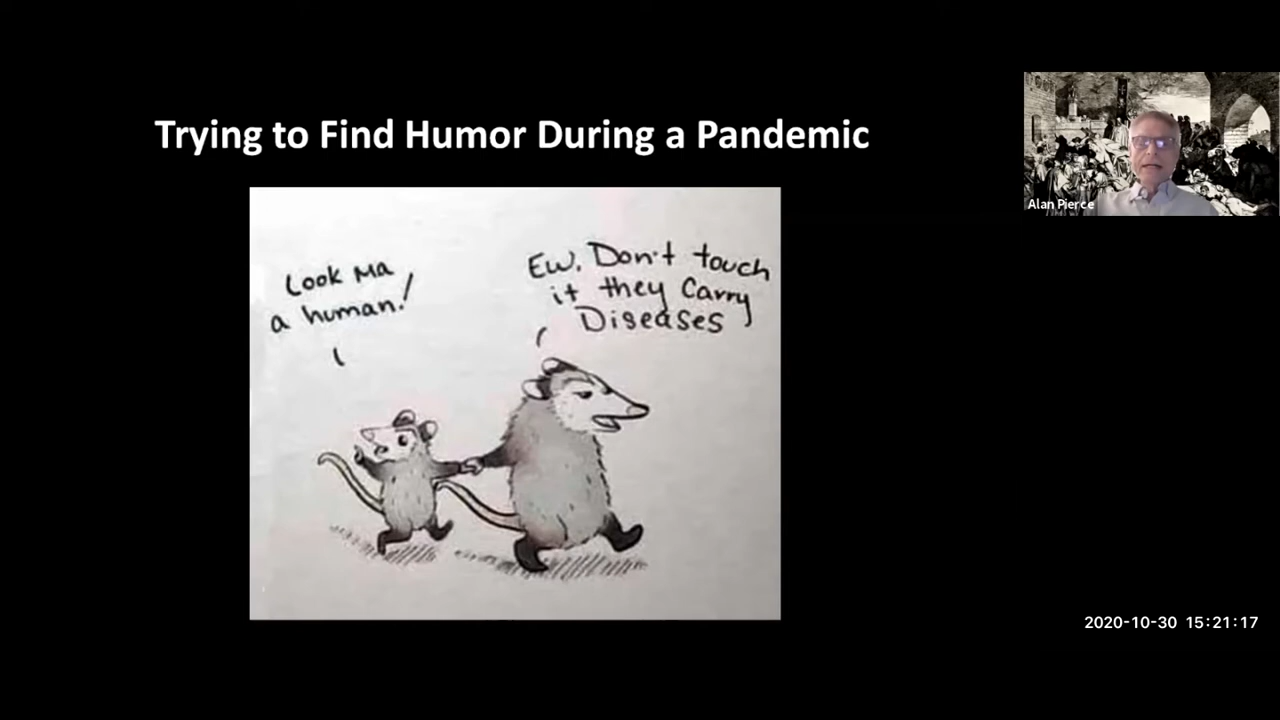 Trying to Find Humor During a Pandemic
Look Ma
a human!
Ew. Don't touch
it they Carry
Diseases
Alan Pierce
2020-10-30 15:21:17